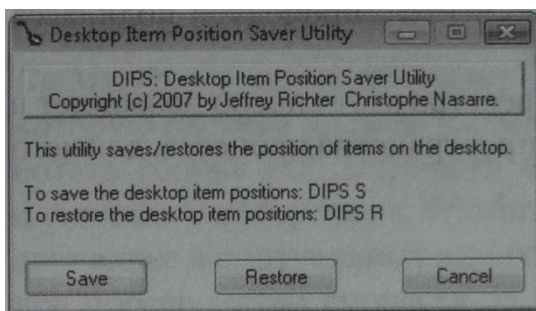 Desktop Item Position Saver Utility
DIPS: Desktop Item Position Saver Utility
Copyright (c) 2007 by Jeffrey Richter Christophe Nasarre.
This utility saves/restores the position of items on the desktop.
To save the desktop item positions: DIPS S
To restore the desktop item positions: DIPS R
Save Restore Cancel